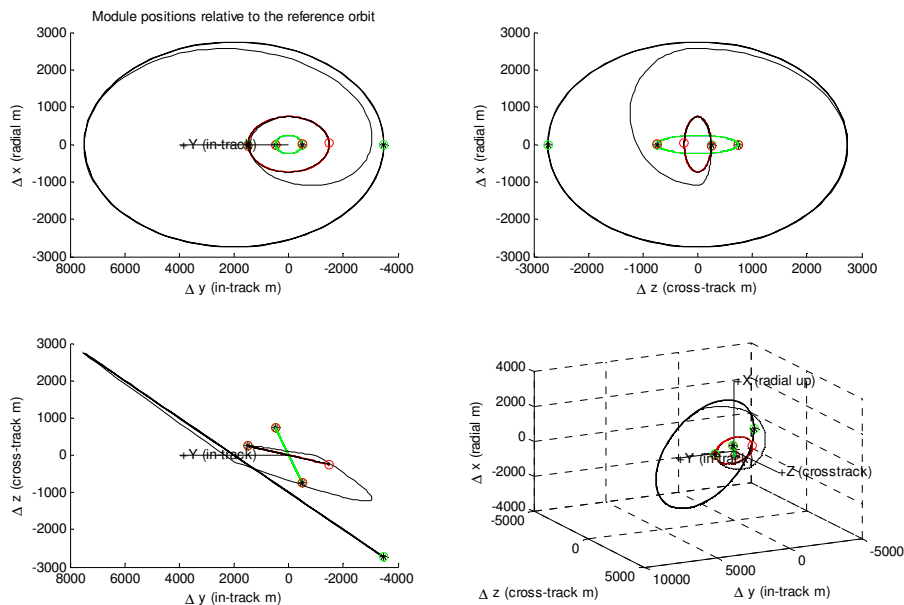 Module positions relative to the reference orbit
3000
2000
1000
0
-1000
-2000
-3000
Δ x (radial m)
+Y (in-track)
8000 6000 4000 2000 0 -2000 -4000
Δ y (in-track m)
3000
2000
1000
0
-1000
-2000
-3000
Δ x (radial m)
-3000 -2000 -1000 0 1000 2000 3000
Δ z (cross-track m)
3000
2000
1000
0
-1000
-2000
-3000
Δ z (cross-track m)
+Y (in-track)
8000 6000 4000 2000 0 -2000 -4000
Δ y (in-track m)
4000
2000
0
-2000
-4000
Δ x (radial m)
+X (radial up)
+Y (in-track)
+Z (crosstrack)
-5000
0
5000
Δ z (cross-track m)
10000
5000
0
-5000
Δ y (in-track m)